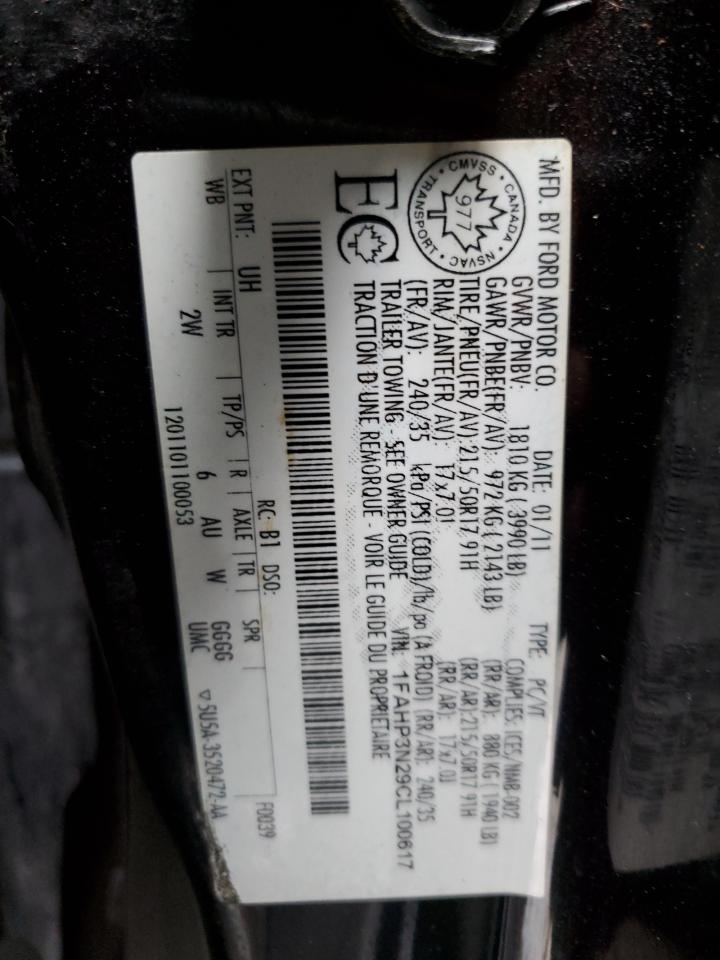 MFD. BY FORD MOTOR CO.
DATE: 01/11
TYPE: PC/VT
GVWR/PNBV: 1810 KG ( 3990 LB)
COMPLIES: ICES/NMB-002
GAWR/PNBE(FR/AV): 972 KG ( 2143 LB)
(RR/AR): 880 KG ( 1940 LB)
TIRE/PNEU(FR/AV):215/50R17 91H
(RR/AR):215/50R17 91H
RIM/JANTE(FR/AV): 17x7.0J
(RR/AR): 17x7.0J
(FR/AV): 240/35 kPa/PSI (COLD)/lb/po (A FROID) (RR/AR): 240/35
TRAILER TOWING - SEE OWNER GUIDE
VIN: 1FAHP3N29CL100617
TRACTION D'UNE REMORQUE - VOIR LE GUIDE DU PROPRIETAIRE
CMVSS · CANADA · NSVAC · TRANSPORT
977
EC
F0039
EXT PNT: UH
RC: B1 DSO:
WB | INT TR | TP/PS | R | AXLE | TR | SPR
2W 6 AU W GGGG
UMC
▽5U5A-3520472-AA
1201101100053